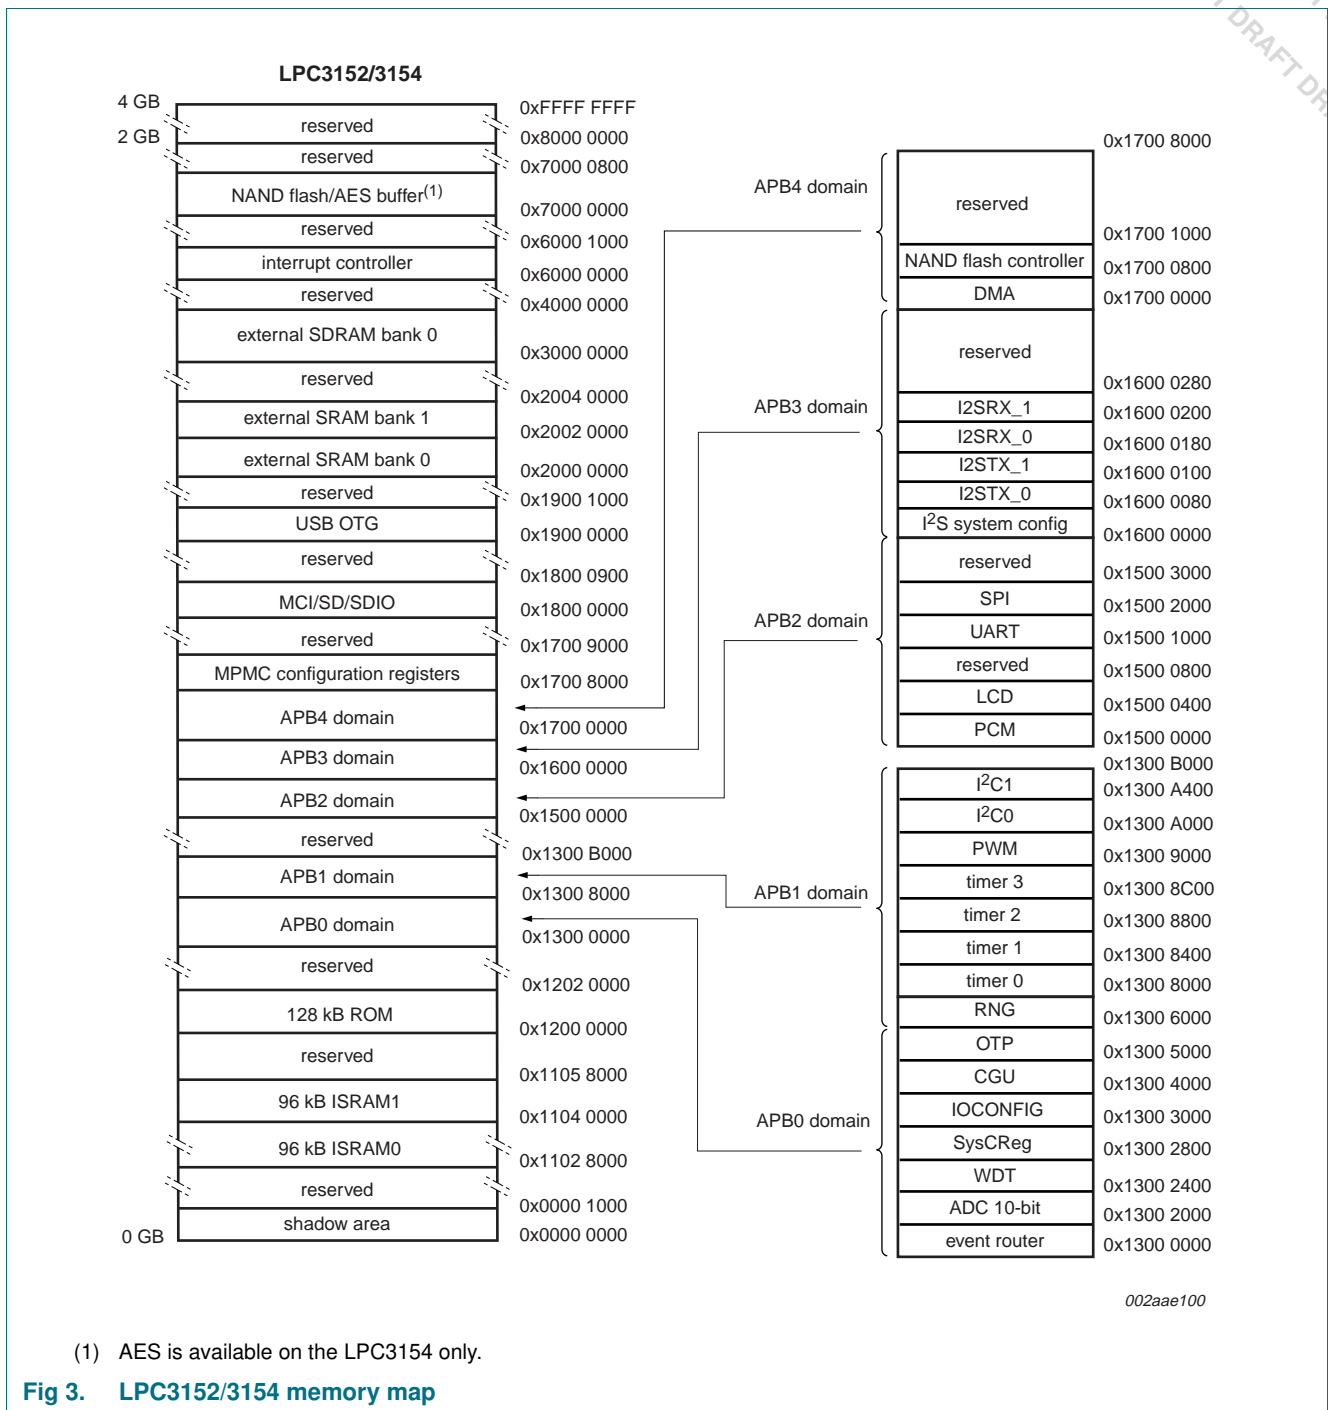 DRAFT DRAFT
LPC3152/3154
4 GB
0xFFFF FFFF
reserved
2 GB
0x8000 0000
reserved
0x7000 0800
NAND flash/AES buffer(1)
0x7000 0000
reserved
0x6000 1000
interrupt controller
0x6000 0000
reserved
0x4000 0000
external SDRAM bank 0
0x3000 0000
reserved
0x2004 0000
external SRAM bank 1
0x2002 0000
external SRAM bank 0
0x2000 0000
reserved
0x1900 1000
USB OTG
0x1900 0000
reserved
0x1800 0900
MCI/SD/SDIO
0x1800 0000
reserved
0x1700 9000
MPMC configuration registers
0x1700 8000
APB4 domain
0x1700 0000
APB3 domain
0x1600 0000
APB2 domain
0x1500 0000
reserved
0x1300 B000
APB1 domain
0x1300 8000
APB0 domain
0x1300 0000
reserved
0x1202 0000
128 kB ROM
0x1200 0000
reserved
0x1105 8000
96 kB ISRAM1
0x1104 0000
96 kB ISRAM0
0x1102 8000
reserved
0x0000 1000
shadow area
0 GB
0x0000 0000
0x1700 8000
APB4 domain
reserved
0x1700 1000
NAND flash controller
0x1700 0800
DMA
0x1700 0000
APB3 domain
reserved
0x1600 0280
I2SRX_1
0x1600 0200
I2SRX_0
0x1600 0180
I2STX_1
0x1600 0100
I2STX_0
0x1600 0080
I2S system config
0x1600 0000
APB2 domain
reserved
0x1500 3000
SPI
0x1500 2000
UART
0x1500 1000
reserved
0x1500 0800
LCD
0x1500 0400
PCM
0x1500 0000
0x1300 B000
APB1 domain
I2C1
0x1300 A400
I2C0
0x1300 A000
PWM
0x1300 9000
timer 3
0x1300 8C00
timer 2
0x1300 8800
timer 1
0x1300 8400
timer 0
0x1300 8000
RNG
0x1300 6000
APB0 domain
OTP
0x1300 5000
CGU
0x1300 4000
IOCONFIG
0x1300 3000
SysCReg
0x1300 2800
WDT
0x1300 2400
ADC 10-bit
0x1300 2000
event router
0x1300 0000
002aae100
(1) AES is available on the LPC3154 only.
Fig 3. LPC3152/3154 memory map